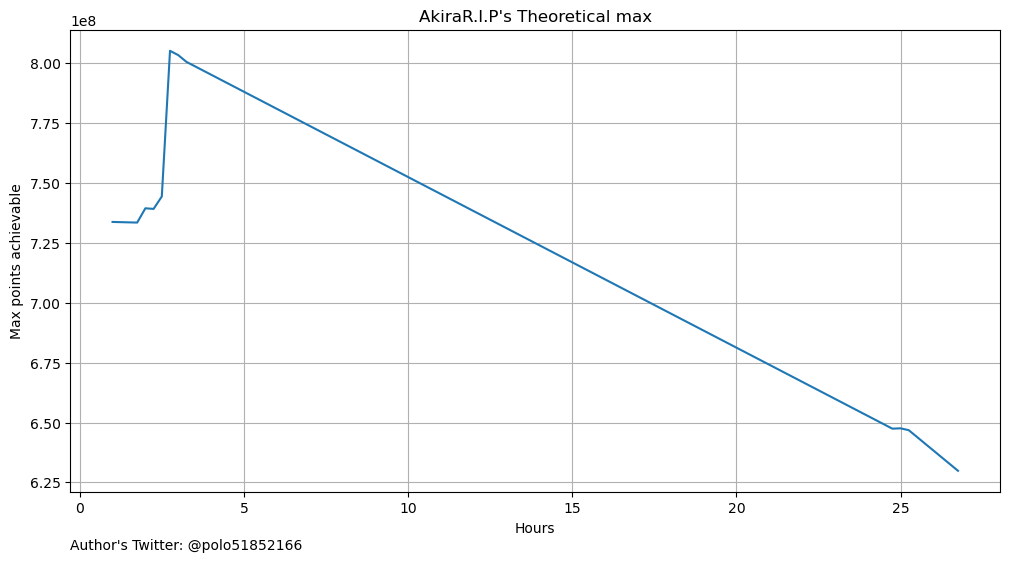 AkiraR.I.P's Theoretical max
1e8
8.00
7.75
7.50
7.25
7.00
6.75
6.50
6.25
Max points achievable
0 5 10 15 20 25
Hours
Author's Twitter: @polo51852166